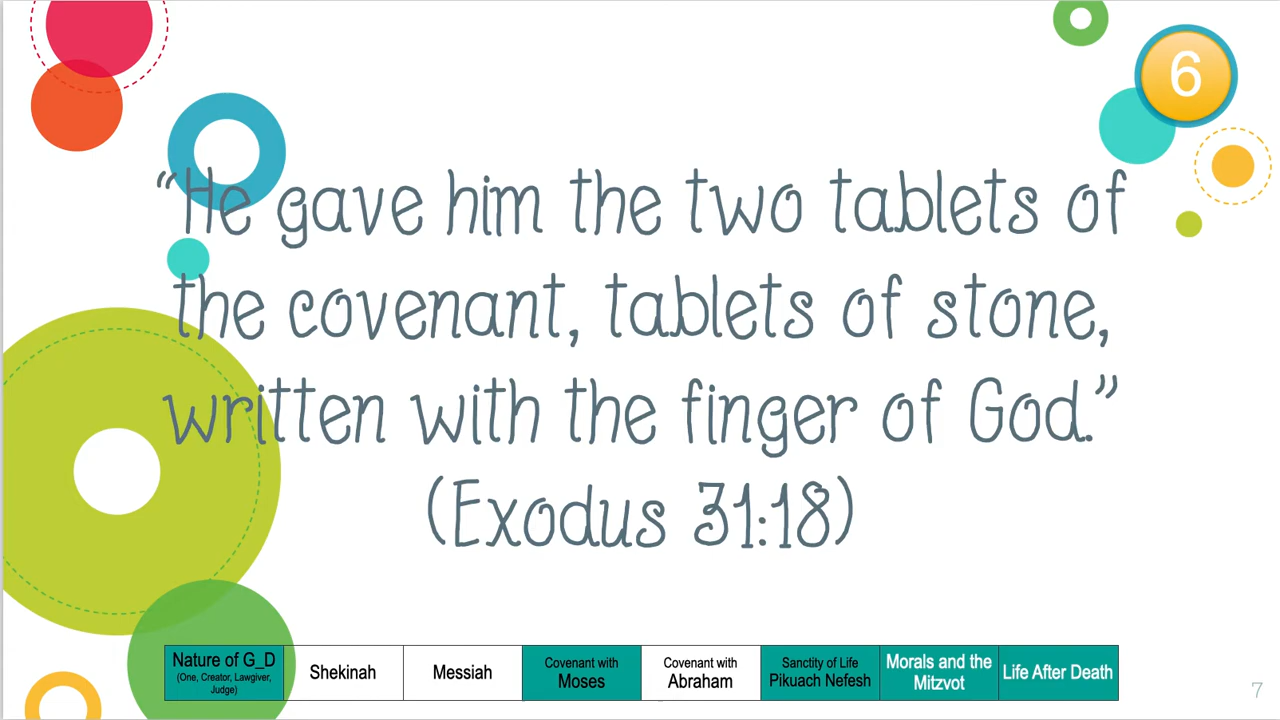 6
“He gave him the two tablets of
the covenant, tablets of stone,
written with the finger of God.”
(Exodus 31:18)
Nature of G_D
(One, Creator, Lawgiver,
Judge)
Shekinah
Messiah
Covenant with
Moses
Covenant with
Abraham
Sanctity of Life
Pikuach Nefesh
Morals and the
Mitzvot
Life After Death
7